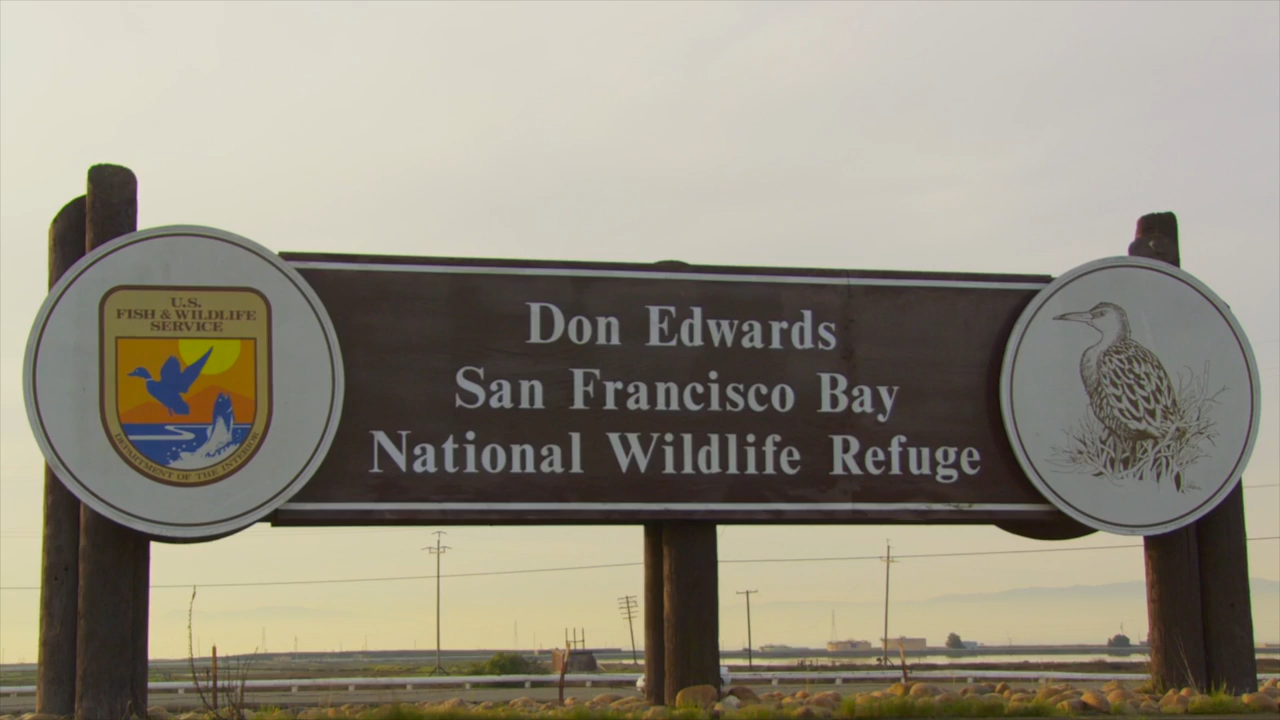 U.S.
FISH & WILDLIFE
SERVICE
DEPARTMENT OF THE INTERIOR
Don Edwards
San Francisco Bay
National Wildlife Refuge